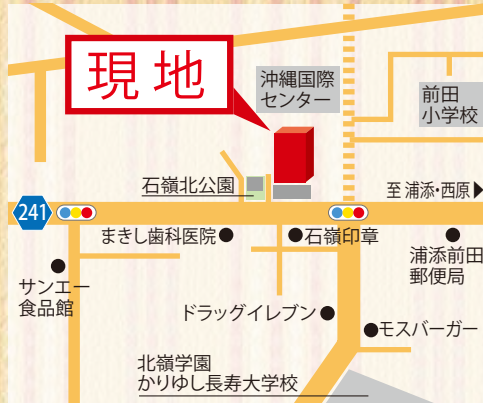 現地
沖縄国際
センター
前田
小学校
石嶺北公園
至 浦添・西原▶
241
まきし歯科医院
石嶺印章
浦添前田
郵便局
サンエー
食品館
ドラッグイレブン
モスバーガー
北嶺学園
かりゆし長寿大学校